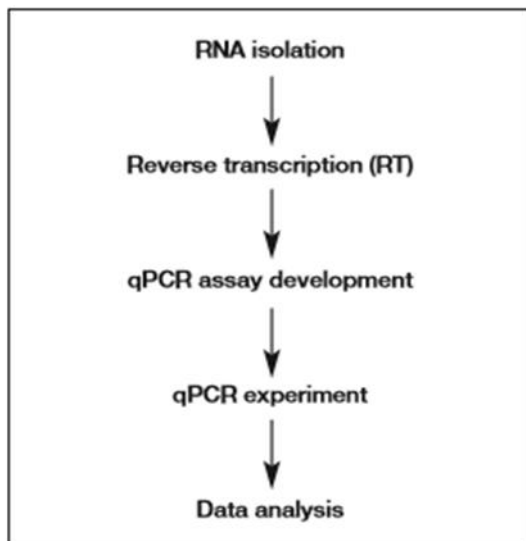 RNA isolation
Reverse transcription (RT)
qPCR assay development
qPCR experiment
Data analysis